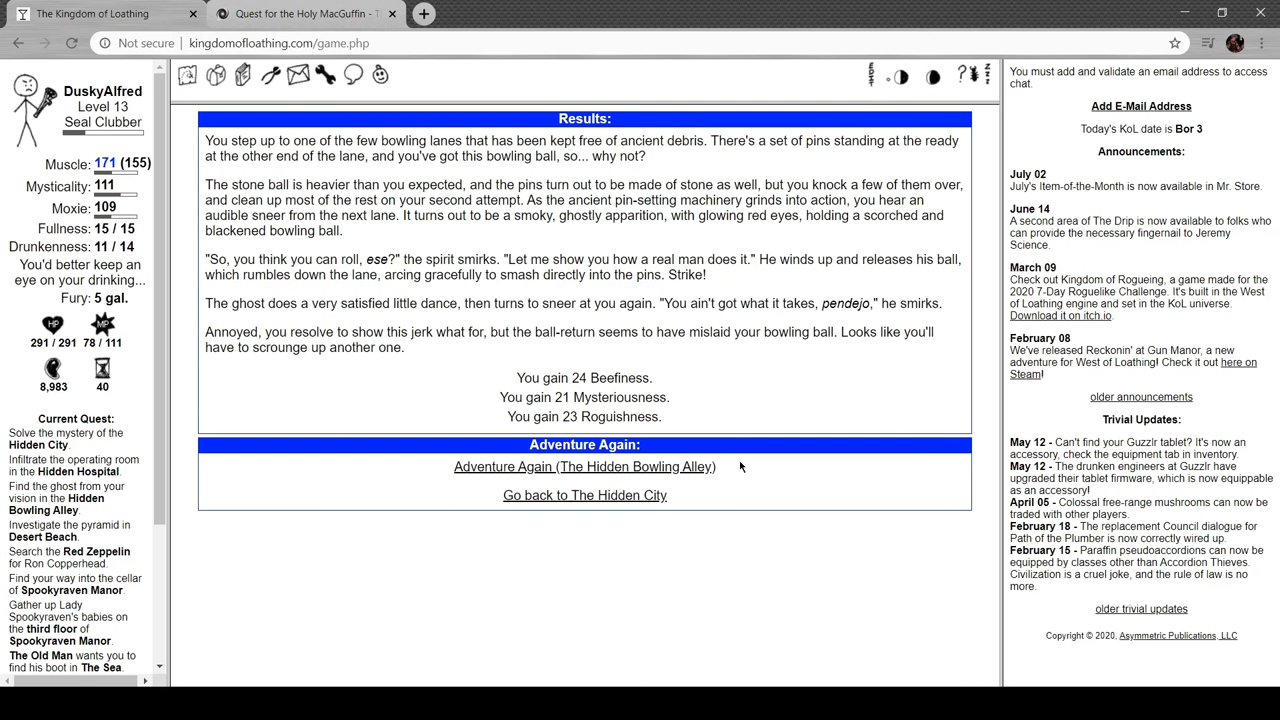 The Kingdom of Loathing
Quest for the Holy MacGuffin - T
Not secure | kingdomofloathing.com/game.php
DuskyAlfred
Level 13
Seal Clubber
Muscle: 171 (155)
Mysticality: 111
Moxie: 109
Fullness: 15 / 15
Drunkenness: 11 / 14
You'd better keep an
eye on your drinking...
Fury: 5 gal.
HP
MP
291 / 291
78 / 111
8,983
40
Current Quest:
Solve the mystery of the
Hidden City.
Infiltrate the operating room
in the Hidden Hospital.
Find the ghost from your
vision in the Hidden
Bowling Alley.
Investigate the pyramid in
Desert Beach.
Search the Red Zeppelin
for Ron Copperhead.
Find your way into the cellar
of Spookyraven Manor.
Gather up Lady
Spookyraven's babies on
the third floor of
Spookyraven Manor.
The Old Man wants you to
find his boot in The Sea.
Results:
You step up to one of the few bowling lanes that has been kept free of ancient debris. There's a set of pins standing at the ready
at the other end of the lane, and you've got this bowling ball, so... why not?
The stone ball is heavier than you expected, and the pins turn out to be made of stone as well, but you knock a few of them over,
and clean up most of the rest on your second attempt. As the ancient pin-setting machinery grinds into action, you hear an
audible sneer from the next lane. It turns out to be a smoky, ghostly apparition, with glowing red eyes, holding a scorched and
blackened bowling ball.
"So, you think you can roll, ese?" the spirit smirks. "Let me show you how a real man does it." He winds up and releases his ball,
which rumbles down the lane, arcing gracefully to smash directly into the pins. Strike!
The ghost does a very satisfied little dance, then turns to sneer at you again. "You ain't got what it takes, pendejo," he smirks.
Annoyed, you resolve to show this jerk what for, but the ball-return seems to have mislaid your bowling ball. Looks like you'll
have to scrounge up another one.
You gain 24 Beefiness.
You gain 21 Mysteriousness.
You gain 23 Roguishness.
Adventure Again:
Adventure Again (The Hidden Bowling Alley)
Go back to The Hidden City
You must add and validate an email address to access
chat.
Add E-Mail Address
Today's KoL date is Bor 3
Announcements:
July 02
July's Item-of-the-Month is now available in Mr. Store.
June 14
A second area of The Drip is now available to folks who
can provide the necessary fingernail to Jeremy
Science.
March 09
Check out Kingdom of Rogueing, a game made for the
2020 7-Day Roguelike Challenge. It's built in the West
of Loathing engine and set in the KoL universe.
Download it on itch.io.
February 08
We've released Reckonin' at Gun Manor, a new
adventure for West of Loathing! Check it out here on
Steam!
older announcements
Trivial Updates:
May 12 - Can't find your Guzzlr tablet? It's now an
accessory, check the equipment tab in inventory.
May 12 - The drunken engineers at Guzzlr have
upgraded their tablet firmware, which is now equippable
as an accessory!
April 05 - Colossal free-range mushrooms can now be
traded with other players.
February 18 - The replacement Council dialogue for
Path of the Plumber is now correctly wired up.
February 15 - Paraffin pseudoaccordions can now be
equipped by classes other than Accordion Thieves.
Civilization is a cruel joke, and the rule of law is no
more.
older trivial updates
Copyright © 2020, Asymmetric Publications, LLC